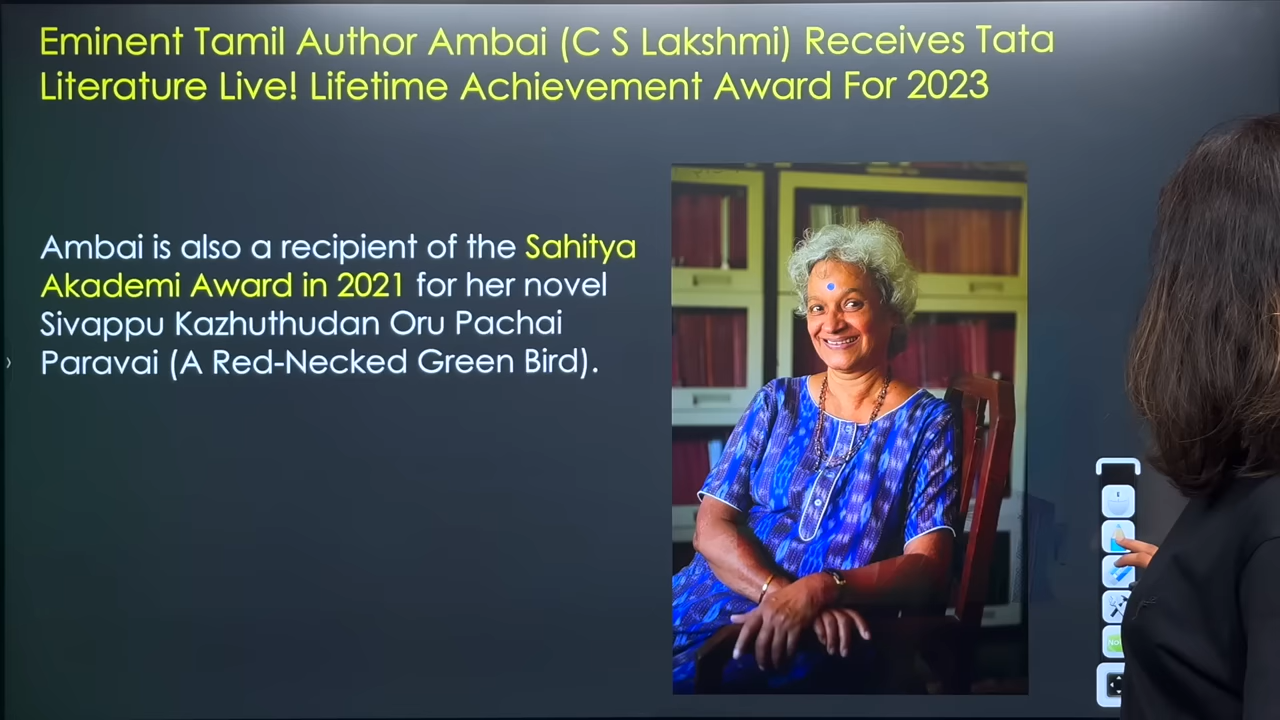 Eminent Tamil Author Ambai (C S Lakshmi) Receives Tata
Literature Live! Lifetime Achievement Award For 2023
Ambai is also a recipient of the Sahitya
Akademi Award in 2021 for her novel
Sivappu Kazhuthudan Oru Pachai
Paravai (A Red-Necked Green Bird).